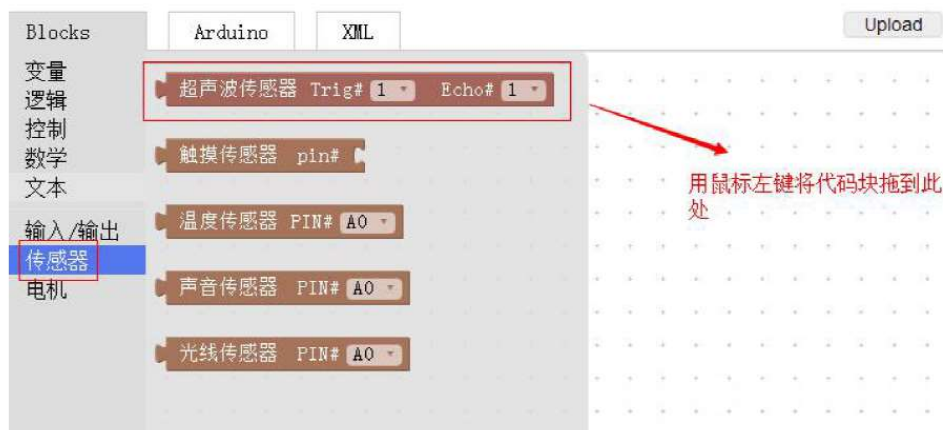 Blocks
Arduino
XML
Upload
变量
逻辑
控制
数学
文本
输入/输出
传感器
电机
超声波传感器 Trig# 1 Echo# 1
触摸传感器 pin#
温度传感器 PIN# A0
声音传感器 PIN# A0
光线传感器 PIN# A0
用鼠标左键将代码块拖到此
处